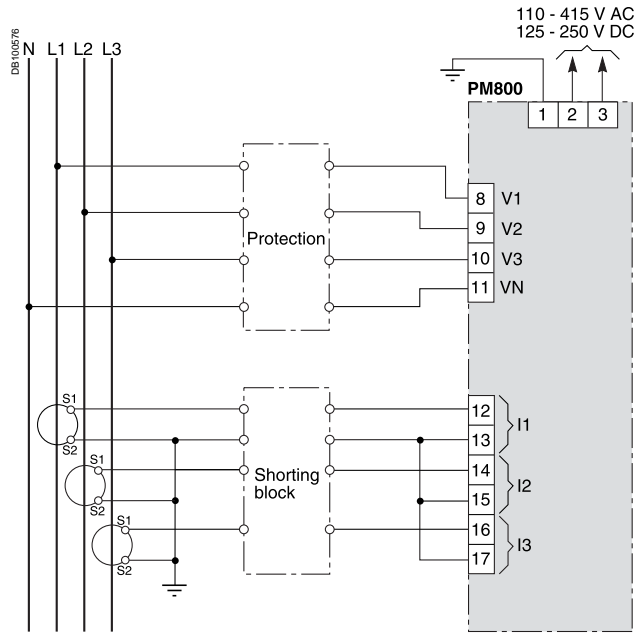 110 - 415 V AC
125 - 250 V DC
DB100576
N L1 L2 L3
PM800
1 2 3
8 V1
9 V2
Protection
10 V3
11 VN
S1
12
I1
S2
13
S1
14
I2
Shorting
block
S2
15
S1
16
I3
S2
17